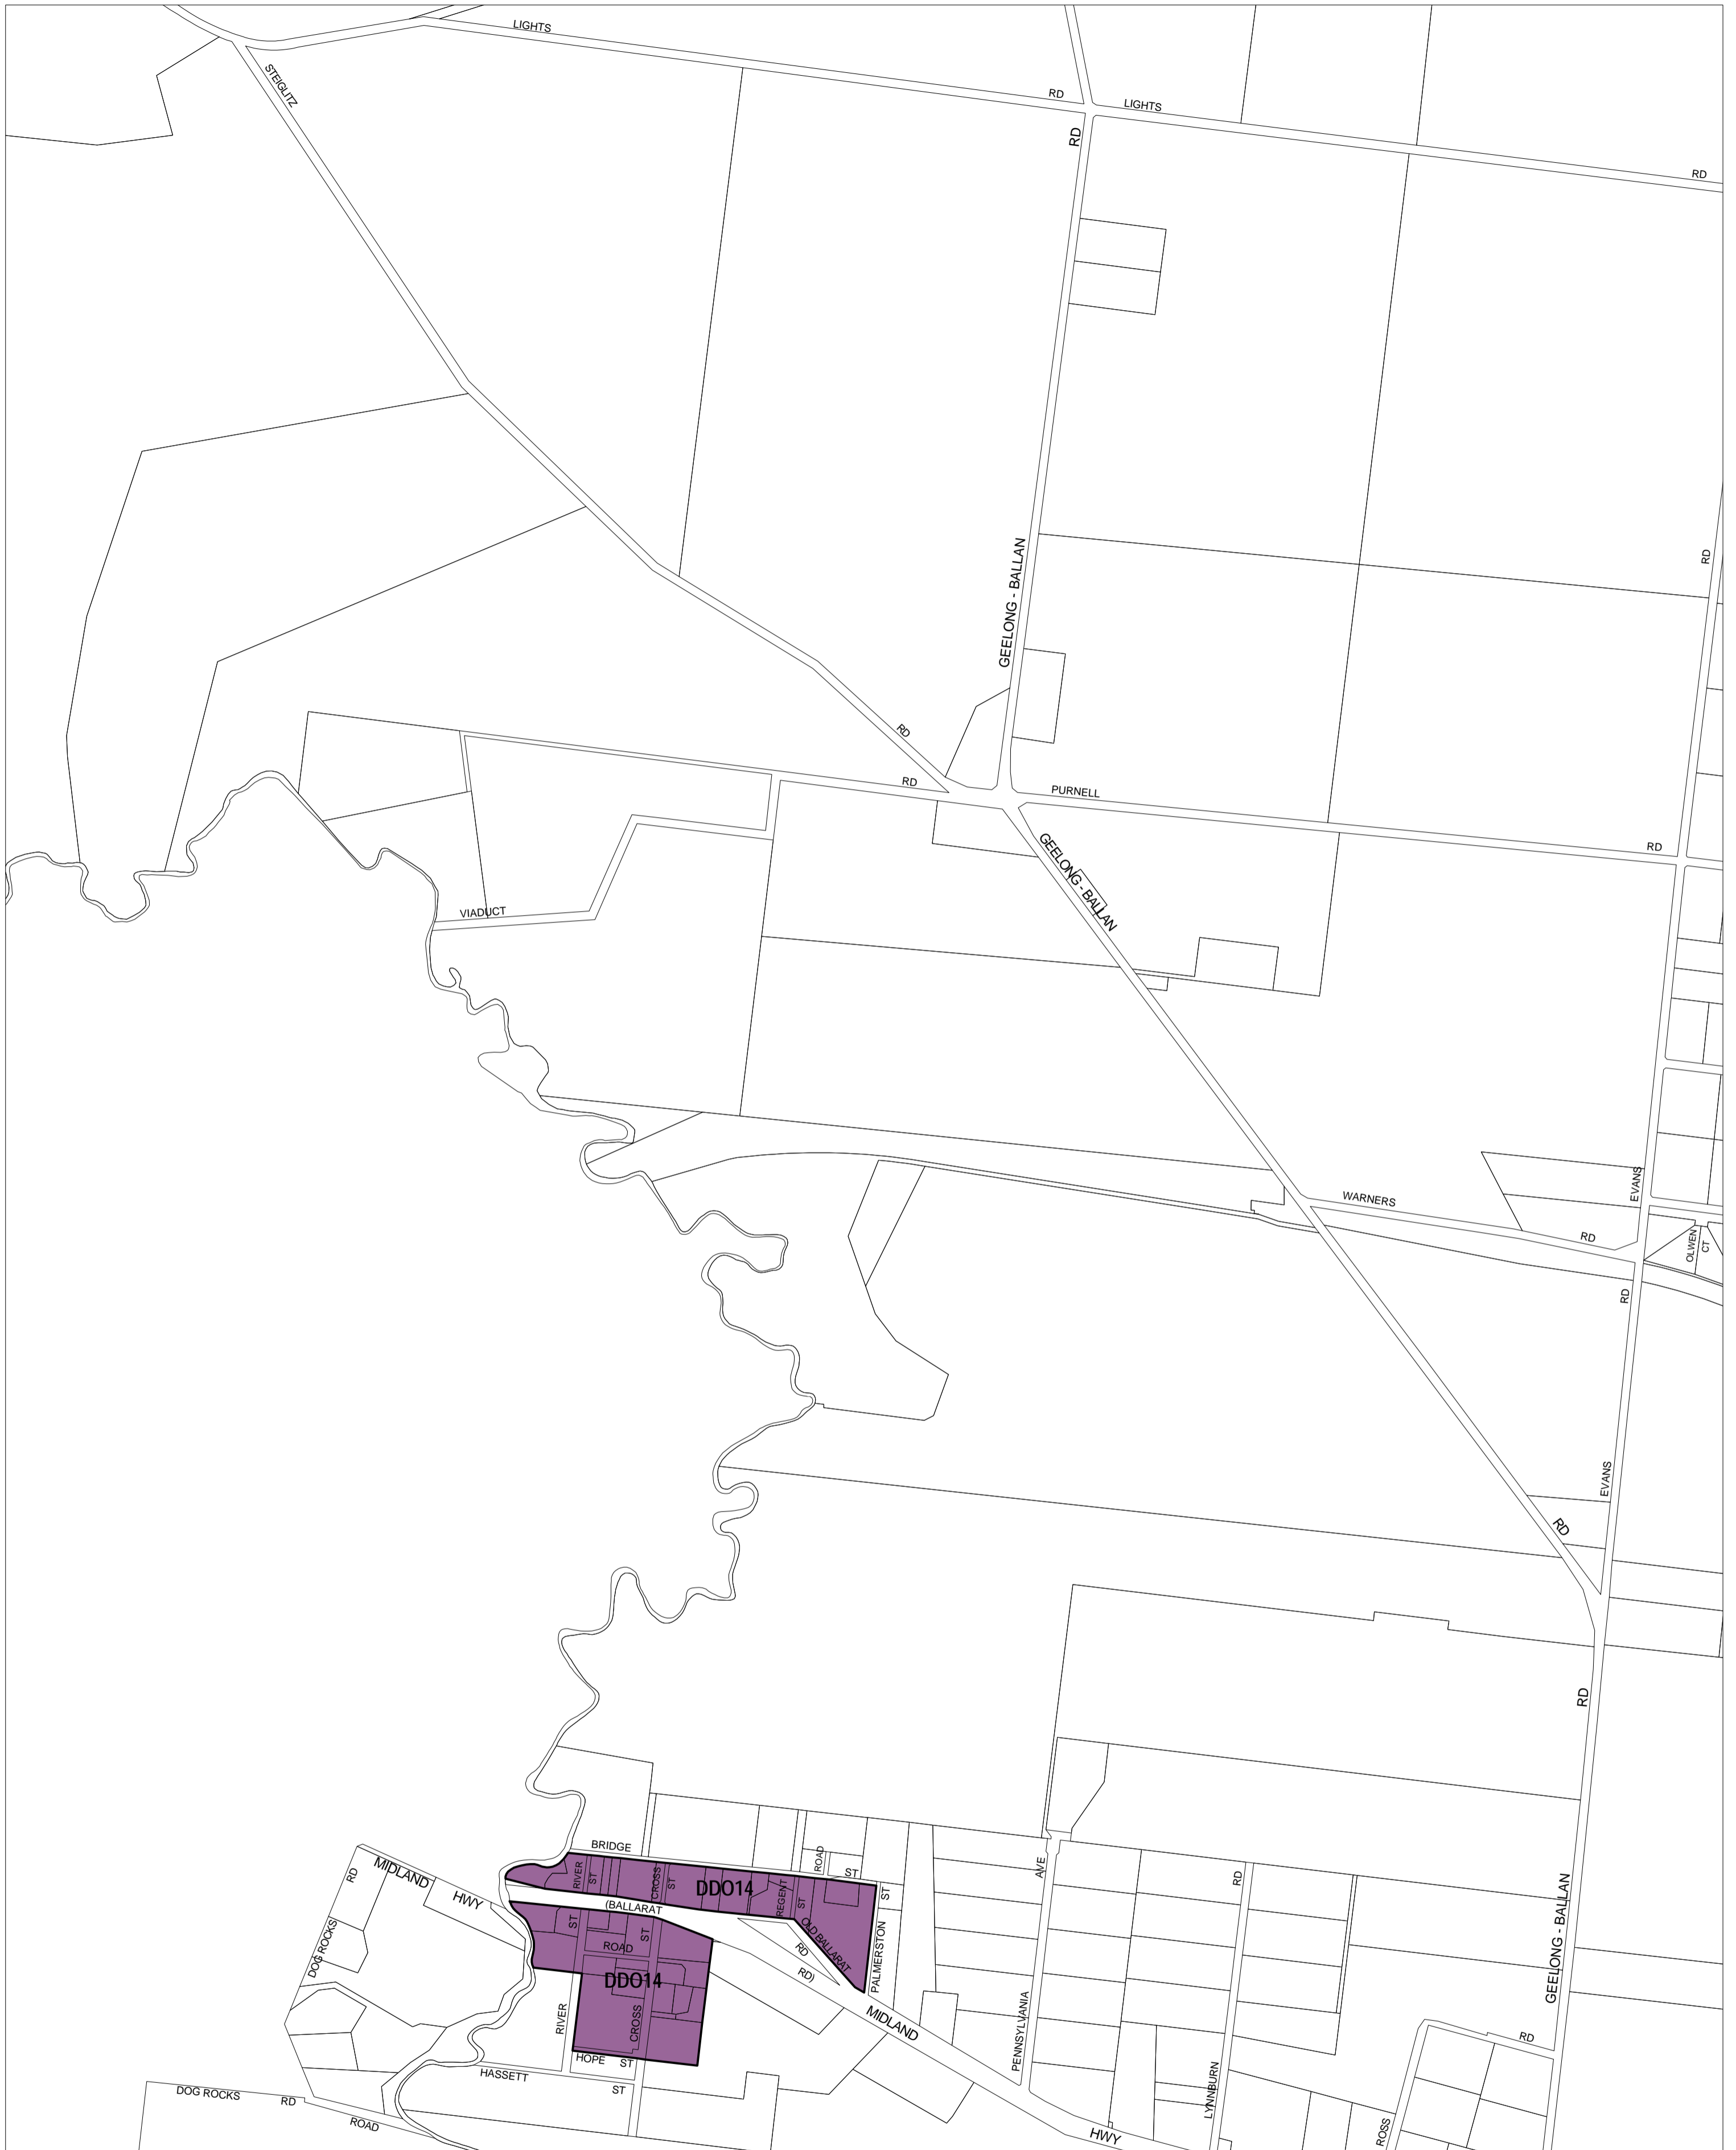 LIGHTS
STEIGLITZ
RD
LIGHTS
RD
RD
RD
GEELONG - BALLAN
RD
RD
PURNELL
RD
GEELONG - BALLAN
VIADUCT
EVANS
WARNERS
RD
OLWEN
CT
RD
EVANS
RD
RD
BRIDGE
ROAD
ST
RIVER
ST
CROSS
ST
DDO14
REGENT
ST
ST
AVE
RD
RD
MIDLAND
HWY
(BALLARAT
ST
ST
ROAD
OLD BALLARAT
RD
RD)
PALMERSTON
GEELONG - BALLAN
DOG ROCKS
DDO14
RIVER
CROSS
MIDLAND
PENNSYLVANIA
HOPE
ST
HASSETT
ST
RD
LYNNBURN
DOG ROCKS
RD
ROAD
HWY
ROSS